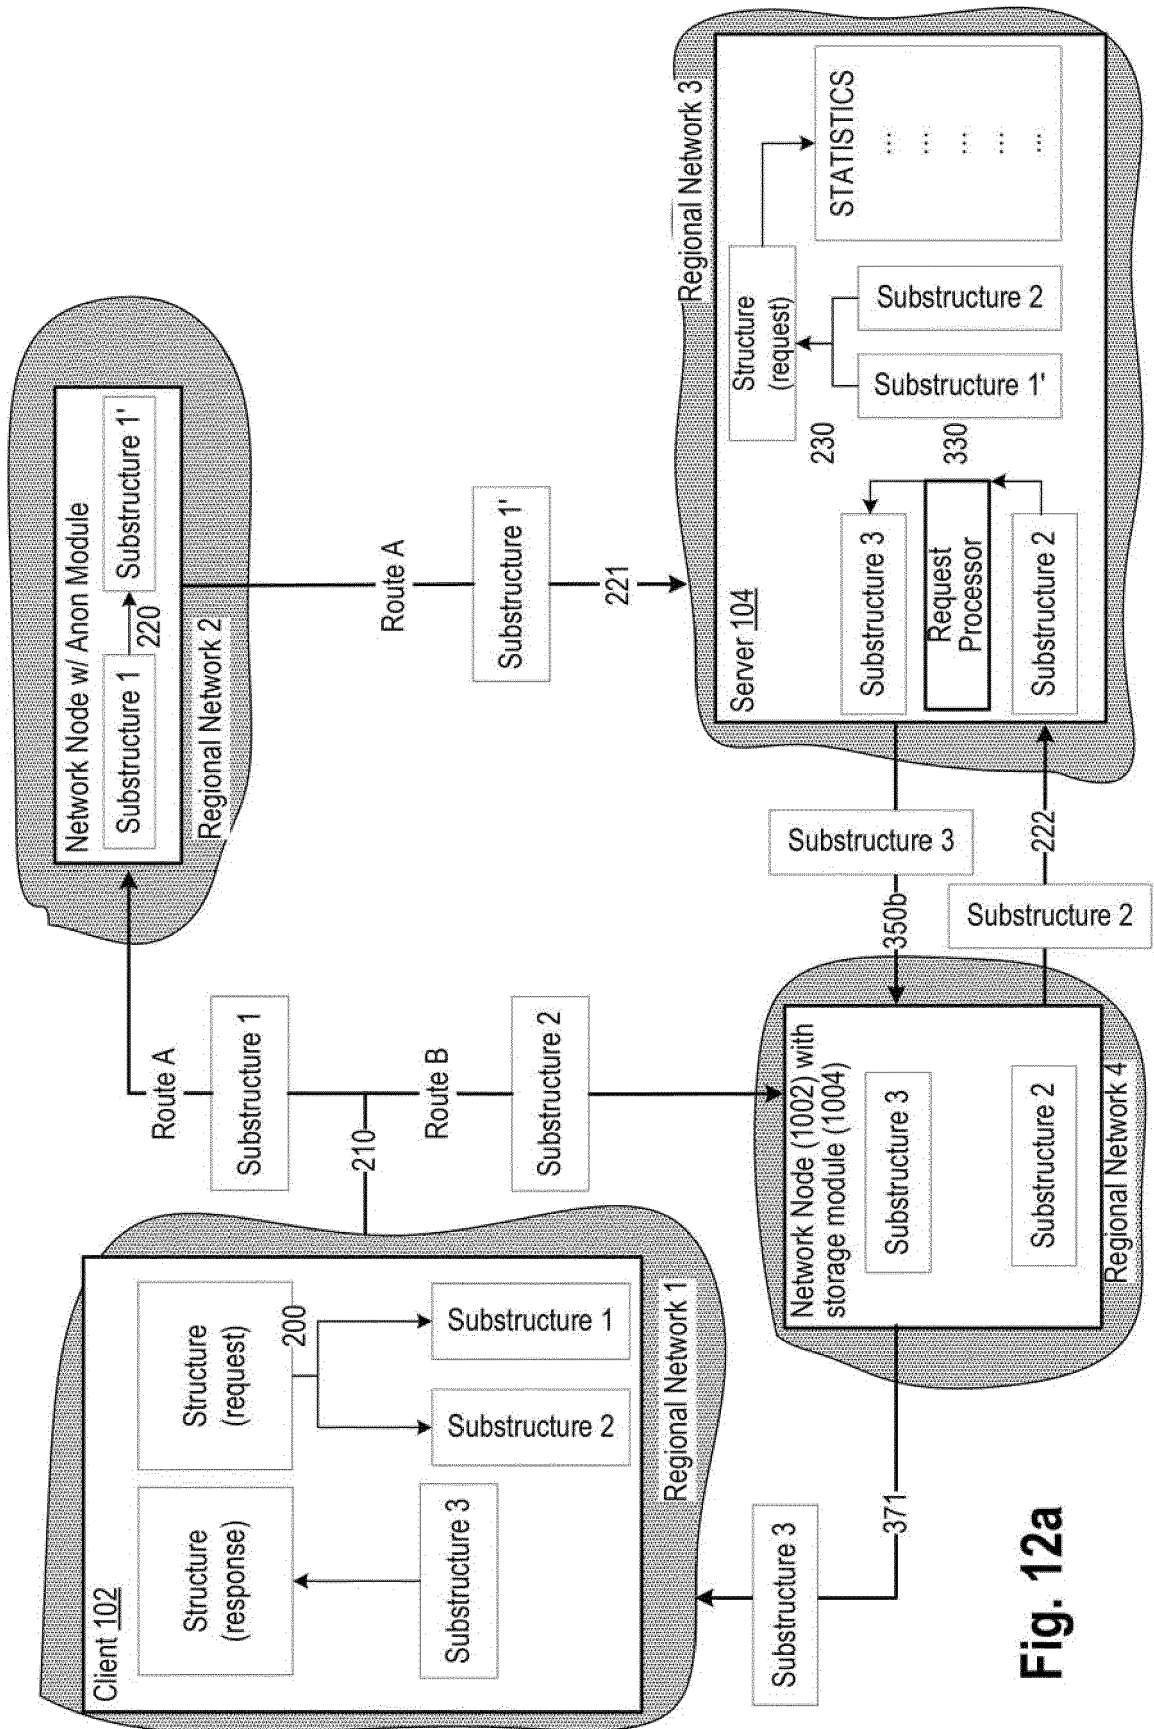 Client 102
Structure
(response)
Structure
(request)
200
Substructure 3
Substructure 2
Substructure 1
Regional Network 1
210
Route A
Substructure 1
Route B
Substructure 2
Network Node w/ Anon Module
Substructure 1
220
Substructure 1'
Regional Network 2
Route A
Substructure 1'
221
Regional Network 3
Server 104
Substructure 3
Request
Processor
Substructure 2
230
330
Structure
(request)
Substructure 1'
Substructure 2
STATISTICS
...
...
...
...
...
Substructure 3
350b
Substructure 2
222
Network Node (1002) with
storage module (1004)
Substructure 3
Substructure 2
Regional Network 4
371
Substructure 3
Fig. 12a